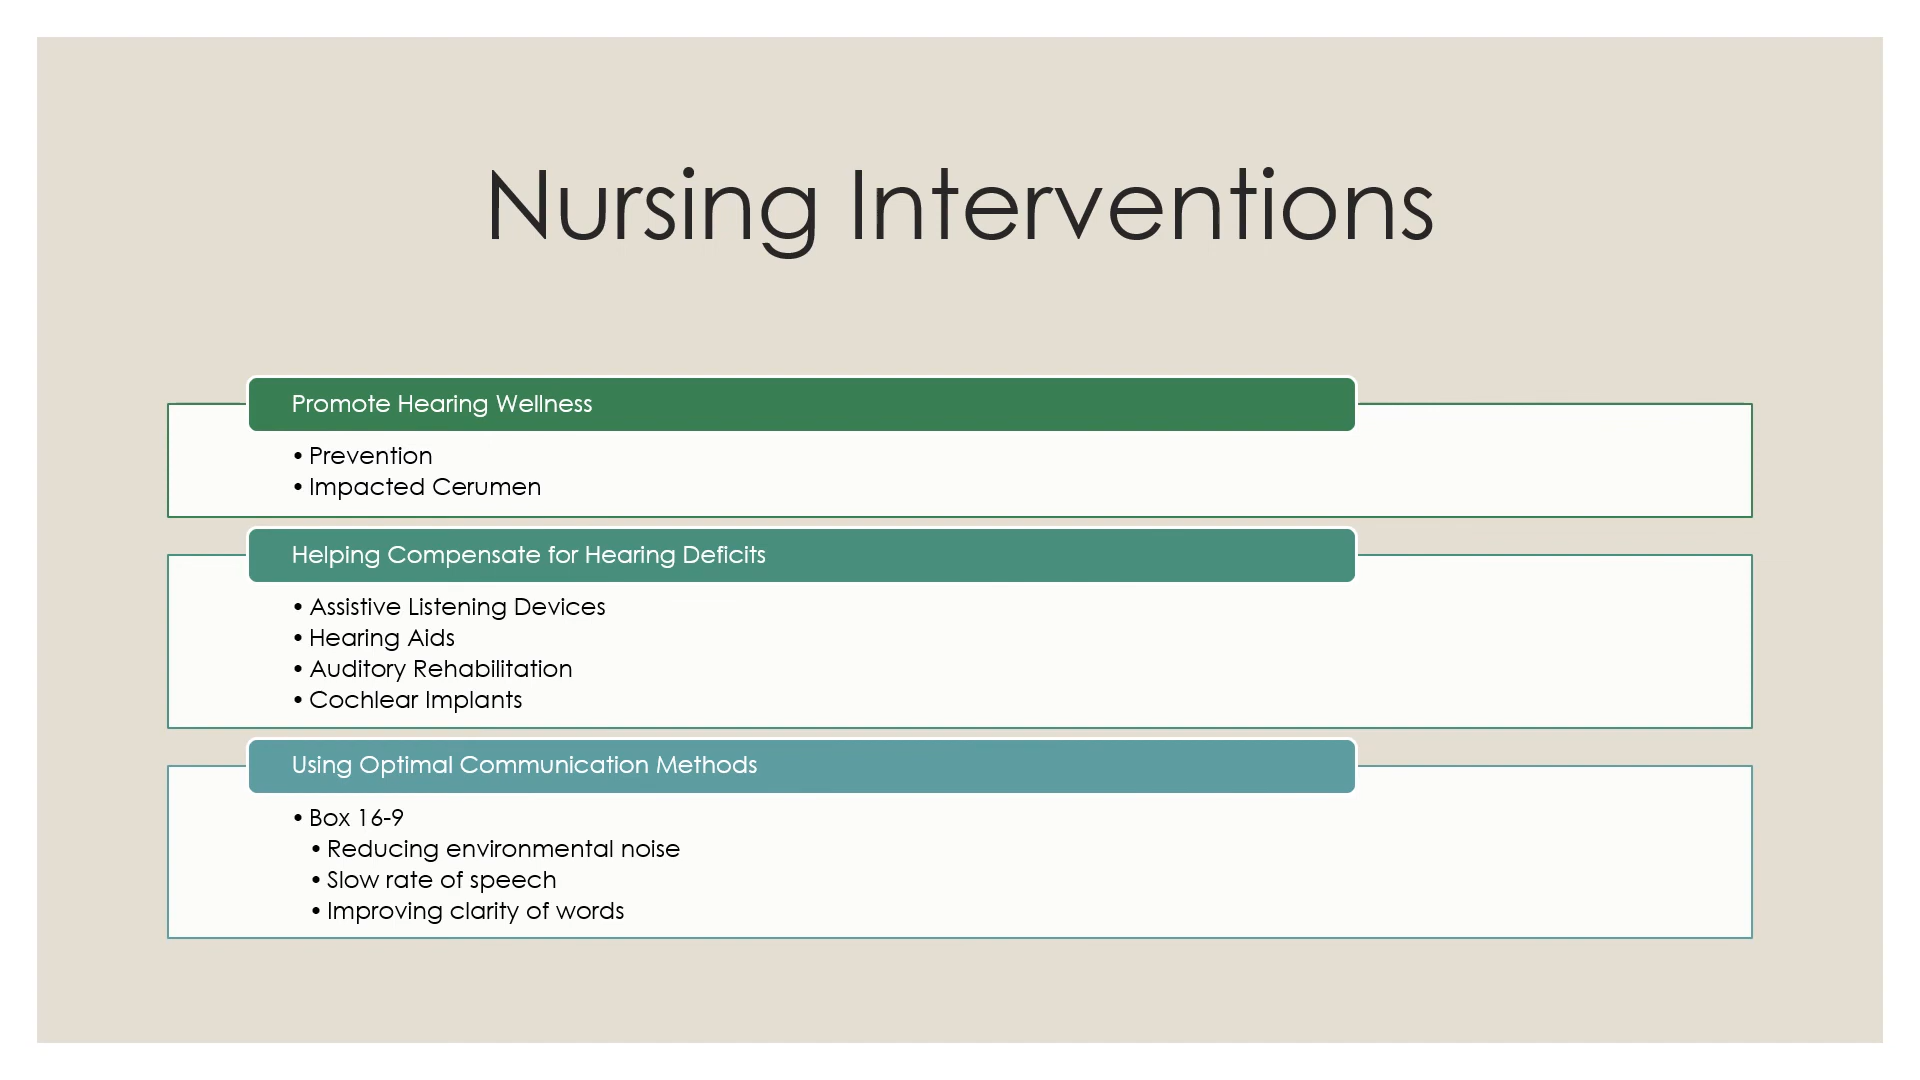 Nursing Interventions
Promote Hearing Wellness
• Prevention
• Impacted Cerumen
Helping Compensate for Hearing Deficits
• Assistive Listening Devices
• Hearing Aids
• Auditory Rehabilitation
• Cochlear Implants
Using Optimal Communication Methods
• Box 16-9
• Reducing environmental noise
• Slow rate of speech
• Improving clarity of words